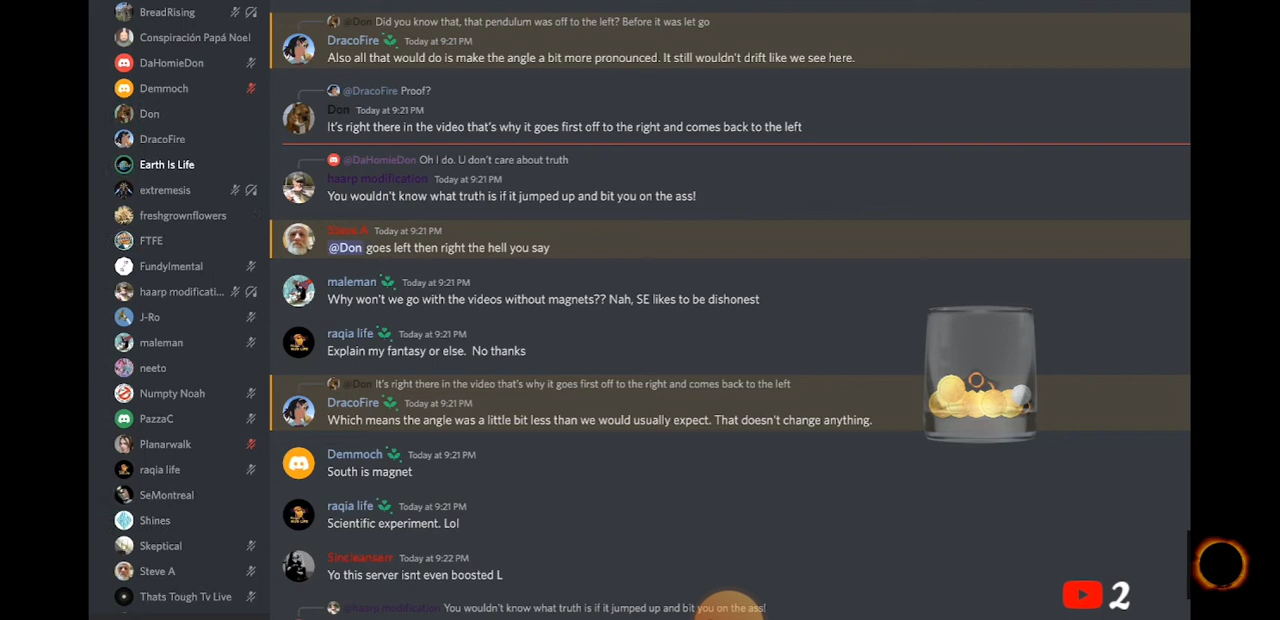 BreadRising
Conspiración Papá Noel
DaHomieDon
Demmoch
Don
DracoFire
Earth Is Life
extremesis
freshgrownflowers
FTFE
Fundylmental
haarp modificati...
J-Ro
maleman
neeto
Numpty Noah
PazzaC
Planarwalk
raqia life
SeMontreal
Shines
Skeptical
Steve A
Thats Tough Tv Live
@Don Did you know that, that pendulum was off to the left? Before it was let go
DracoFire Today at 9:21 PM
Also all that would do is make the angle a bit more pronounced. It still wouldn't drift like we see here.
@DracoFire Proof?
Don Today at 9:21 PM
It's right there in the video that's why it goes first off to the right and comes back to the left
@DaHomieDon Oh I do. U don't care about truth
haarp modification Today at 9:21 PM
You wouldn't know what truth is if it jumped up and bit you on the ass!
Steve A Today at 9:21 PM
@Don goes left then right the hell you say
maleman Today at 9:21 PM
Why won't we go with the videos without magnets?? Nah, SE likes to be dishonest
raqia life Today at 9:21 PM
Explain my fantasy or else. No thanks
@Don It's right there in the video that's why it goes first off to the right and comes back to the left
DracoFire Today at 9:21 PM
Which means the angle was a little bit less than we would usually expect. That doesn't change anything.
Demmoch Today at 9:21 PM
South is magnet
raqia life Today at 9:21 PM
Scientific experiment. Lol
Sincleanserr Today at 9:22 PM
Yo this server isnt even boosted L
@haarp modification You wouldn't know what truth is if it jumped up and bit you on the ass!
2